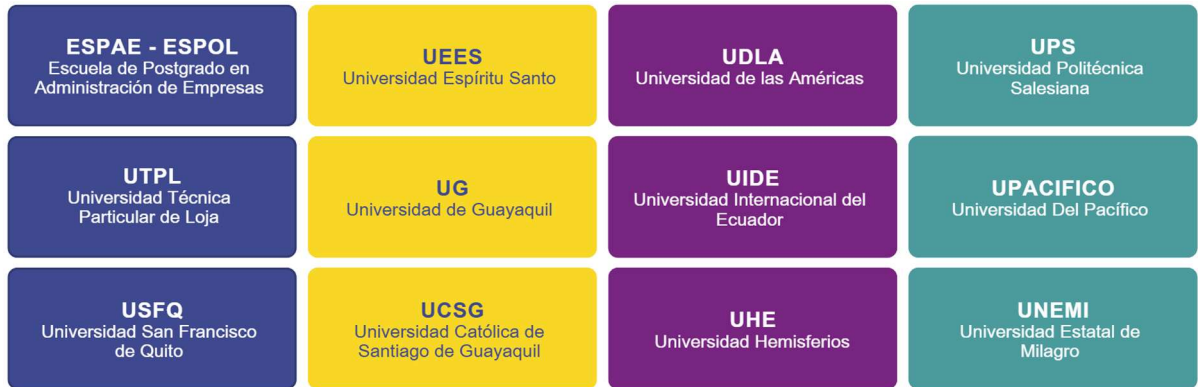 ESPAE - ESPOL
Escuela de Postgrado en
Administración de Empresas
UEES
Universidad Espíritu Santo
UDLA
Universidad de las Américas
UPS
Universidad Politécnica
Salesiana
UTPL
Universidad Técnica
Particular de Loja
UG
Universidad de Guayaquil
UIDE
Universidad Internacional del
Ecuador
UPACIFICO
Universidad Del Pacífico
USFQ
Universidad San Francisco
de Quito
UCSG
Universidad Católica de
Santiago de Guayaquil
UHE
Universidad Hemisferios
UNEMI
Universidad Estatal de
Milagro